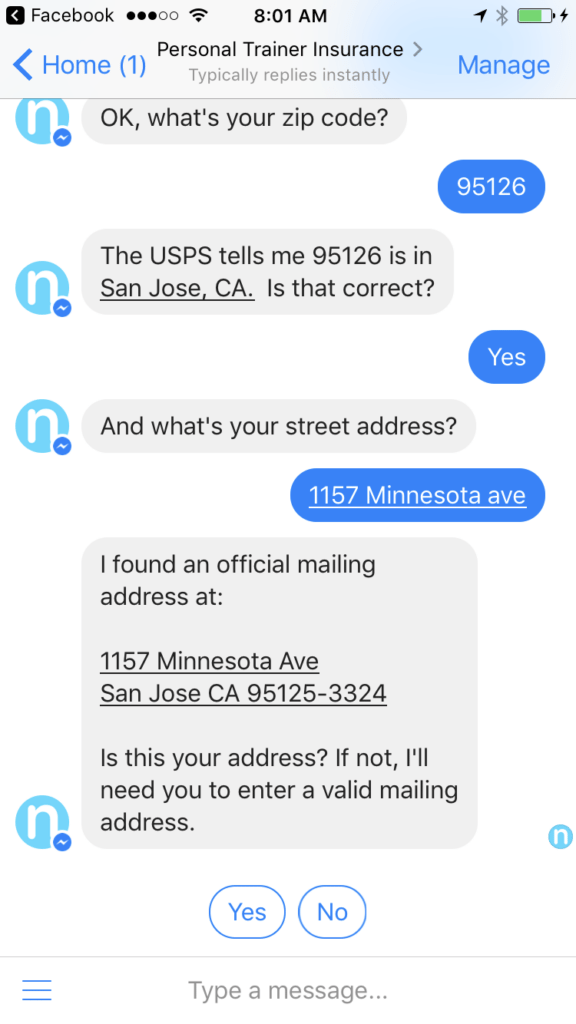 Facebook 8:01 AM
Personal Trainer Insurance
Home (1) Typically replies instantly Manage
n OK, what's your zip code?
95126
The USPS tells me 95126 is in
n San Jose, CA. Is that correct?
Yes
n And what's your street address?
1157 Minnesota ave
I found an official mailing
address at:
1157 Minnesota Ave
San Jose CA 95125-3324
Is this your address? If not, I'll
need you to enter a valid mailing
n address. n
Yes No
Type a message...